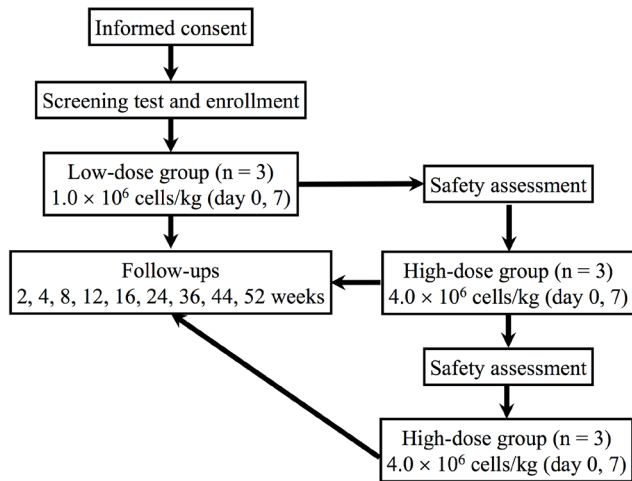 Informed consent
Screening test and enrollment
Low-dose group (n = 3)
1.0 × 10⁶ cells/kg (day 0, 7)
Safety assessment
Follow-ups
2, 4, 8, 12, 16, 24, 36, 44, 52 weeks
High-dose group (n = 3)
4.0 × 10⁶ cells/kg (day 0, 7)
Safety assessment
High-dose group (n = 3)
4.0 × 10⁶ cells/kg (day 0, 7)